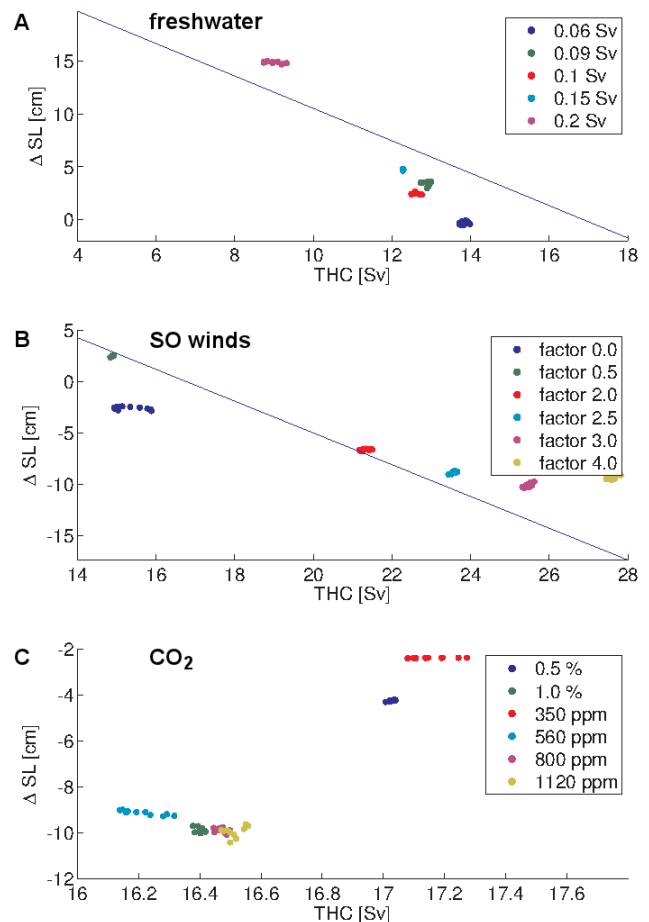 A freshwater
Δ SL [cm]
15
10
5
0
4 6 8 10 12 14 16 18
THC [Sv]
0.06 Sv
0.09 Sv
0.1 Sv
0.15 Sv
0.2 Sv
B SO winds
Δ SL [cm]
5
0
-5
-10
-15
14 16 18 20 22 24 26 28
THC [Sv]
factor 0.0
factor 0.5
factor 2.0
factor 2.5
factor 3.0
factor 4.0
C CO₂
Δ SL [cm]
-2
-4
-6
-8
-10
-12
16 16.2 16.4 16.6 16.8 17 17.2 17.4 17.6
THC [Sv]
0.5 %
1.0 %
350 ppm
560 ppm
800 ppm
1120 ppm